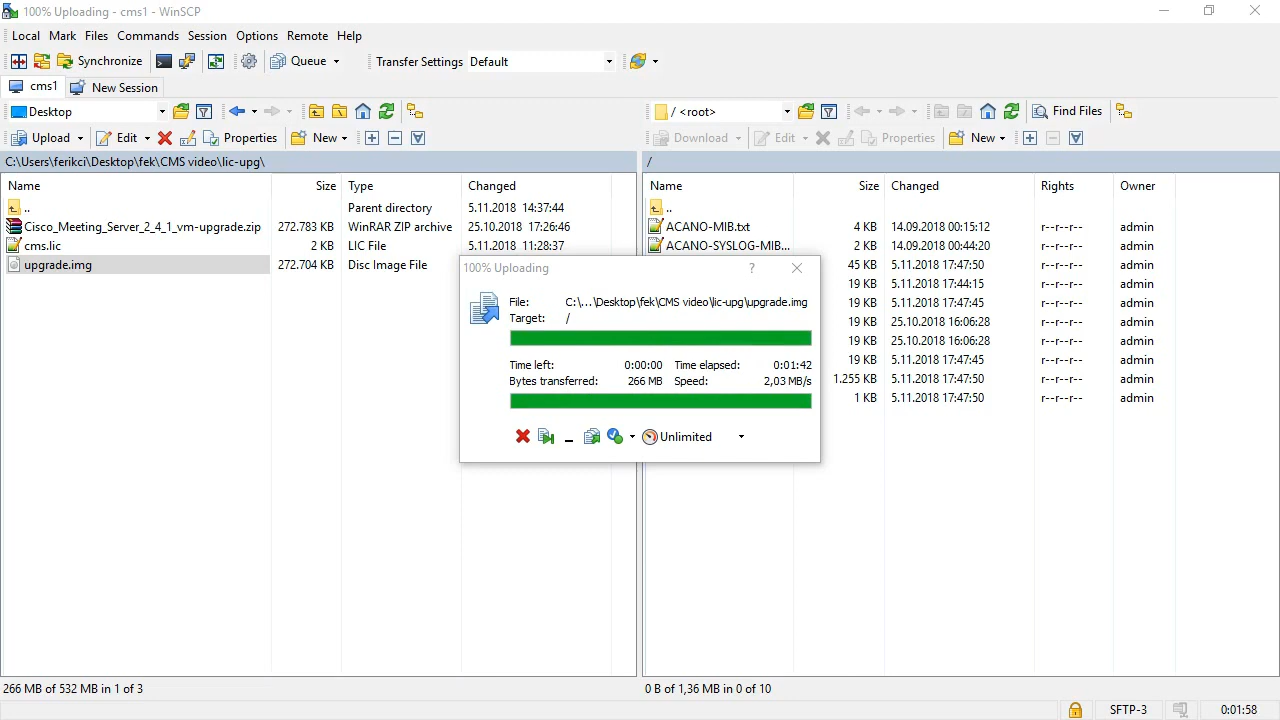 100% Uploading - cms1 - WinSCP
Local Mark Files Commands Session Options Remote Help
Synchronize Queue Transfer Settings Default
cms1 New Session
Desktop / <root> Find Files
Upload Edit Properties New Download Edit Properties New
C:\Users\ferikci\Desktop\fek\CMS video\lic-upg\ /
Name Size Type Changed Name Size Changed Rights Owner
.. Parent directory 5.11.2018 14:37:44 ..
Cisco_Meeting_Server_2_4_1_vm-upgrade.zip 272.783 KB WinRAR ZIP archive 25.10.2018 17:26:46 ACANO-MIB.txt 4 KB 14.09.2018 00:15:12 r--r--r-- admin
cms.lic 2 KB LIC File 5.11.2018 11:28:37 ACANO-SYSLOG-MIB... 2 KB 14.09.2018 00:44:20 r--r--r-- admin
upgrade.img 272.704 KB Disc Image File 45 KB 5.11.2018 17:47:50 r--r--r-- admin
19 KB 5.11.2018 17:44:15 r--r--r-- admin
19 KB 5.11.2018 17:47:45 r--r--r-- admin
19 KB 25.10.2018 16:06:28 r--r--r-- admin
19 KB 25.10.2018 16:06:28 r--r--r-- admin
19 KB 5.11.2018 17:47:45 r--r--r-- admin
1.255 KB 5.11.2018 17:47:50 r--r--r-- admin
1 KB 5.11.2018 17:47:50 r--r--r-- admin
100% Uploading ?
File: C:\...\Desktop\fek\CMS video\lic-upg\upgrade.img
Target: /
Time left: 0:00:00 Time elapsed: 0:01:42
Bytes transferred: 266 MB Speed: 2,03 MB/s
Unlimited
266 MB of 532 MB in 1 of 3 0 B of 1,36 MB in 0 of 10
SFTP-3 0:01:58